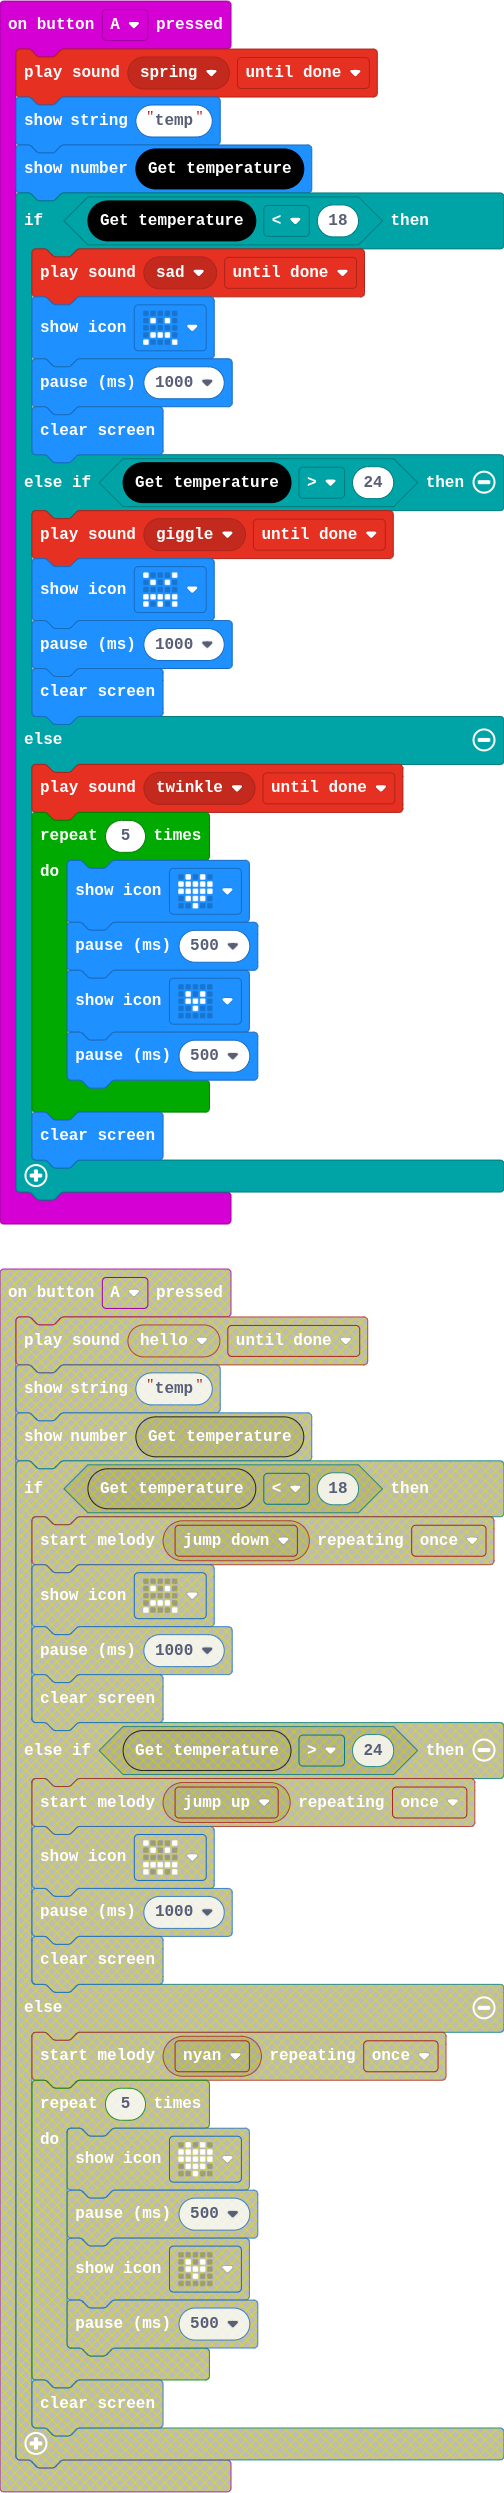 on button A pressed
play sound spring until done
show string "temp"
show number Get temperature
if Get temperature < 18 then
play sound sad until done
show icon
pause (ms) 1000
clear screen
else if Get temperature > 24 then
play sound giggle until done
show icon
pause (ms) 1000
clear screen
else
play sound twinkle until done
repeat 5 times
do
show icon
pause (ms) 500
show icon
pause (ms) 500
clear screen
on button A pressed
play sound hello until done
show string "temp"
show number Get temperature
if Get temperature < 18 then
start melody jump down repeating once
show icon
pause (ms) 1000
clear screen
else if Get temperature > 24 then
start melody jump up repeating once
show icon
pause (ms) 1000
clear screen
else
start melody nyan repeating once
repeat 5 times
do
show icon
pause (ms) 500
show icon
pause (ms) 500
clear screen